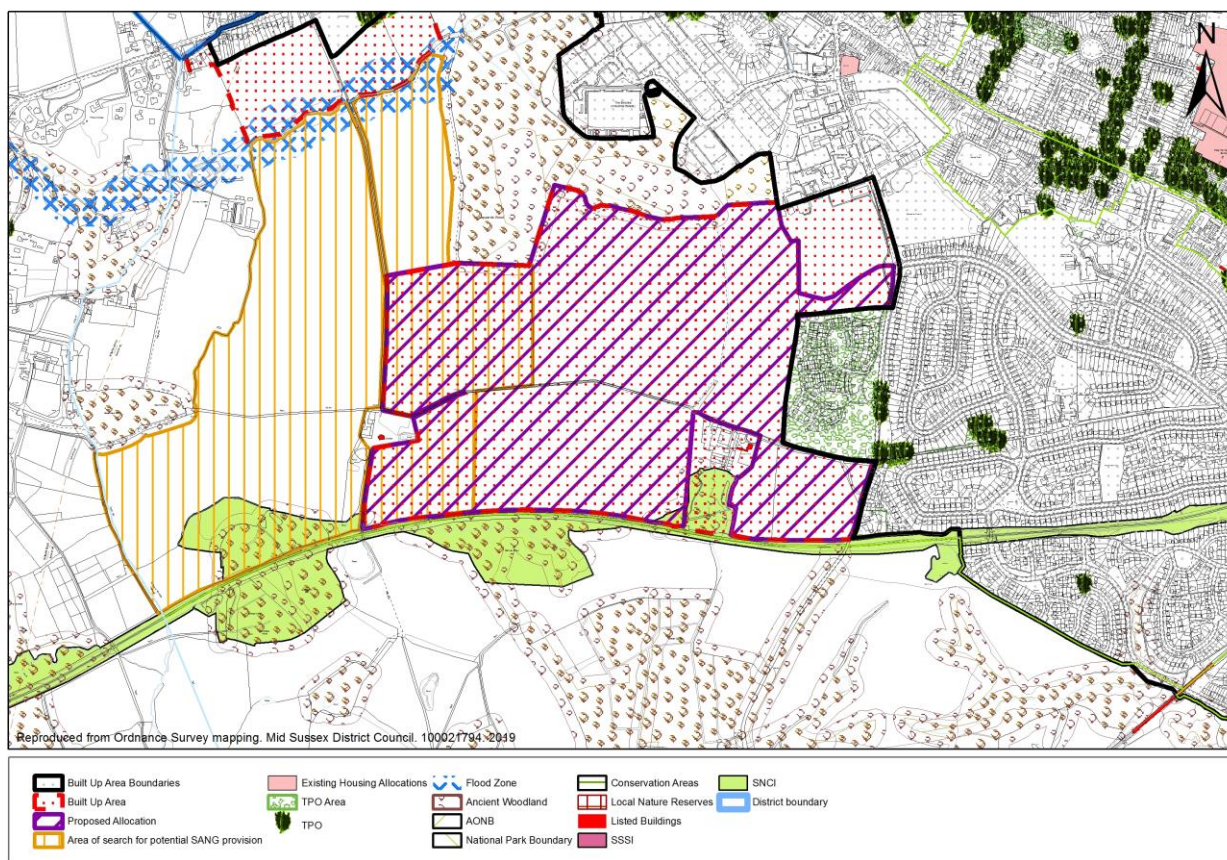 N
Reproduced from Ordnance Survey mapping. Mid Sussex District Council. 100021794. 2019
Built Up Area Boundaries
Built Up Area
Proposed Allocation
Area of search for potential SANG provision
Existing Housing Allocations
TPO Area
TPO
Flood Zone
Ancient Woodland
AONB
National Park Boundary
Conservation Areas
Local Nature Reserves
Listed Buildings
SSSI
SNCI
District boundary